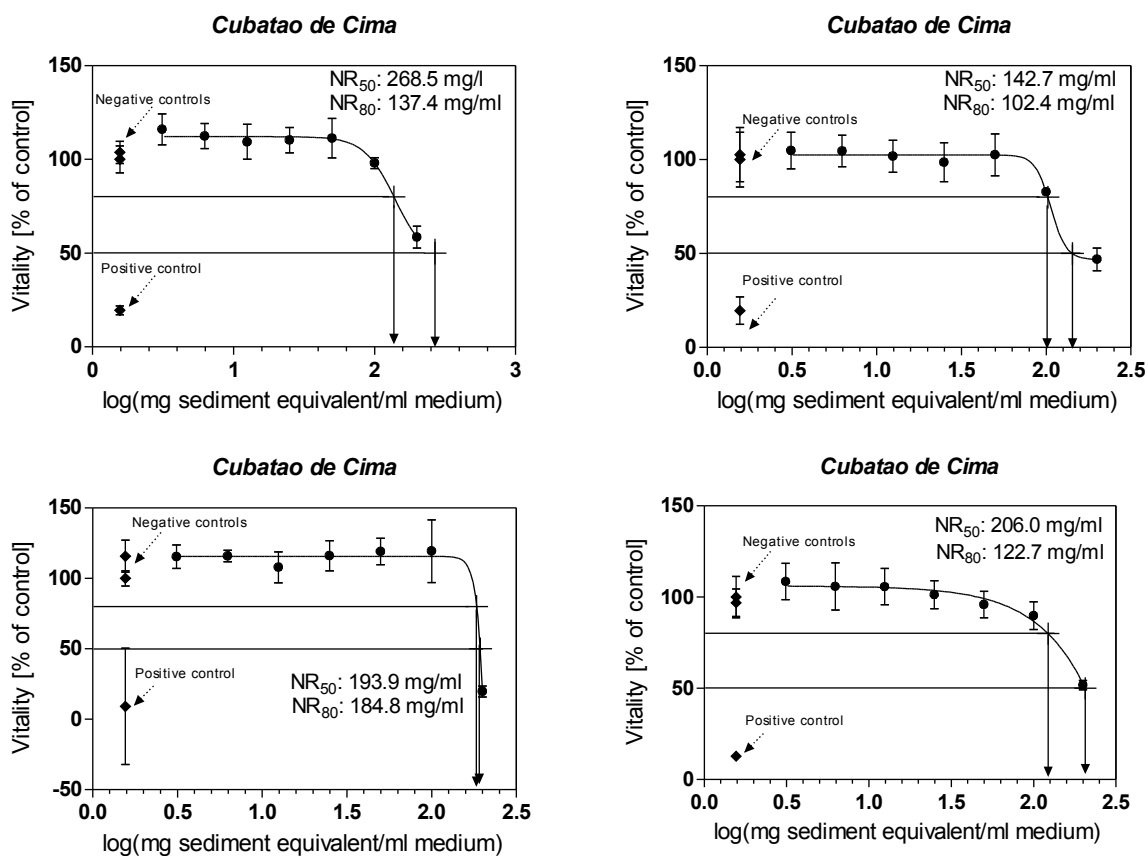 Cubatao de Cima
150
100
50
0
Vitality [% of control]
Negative controls
Positive control
NR50: 268.5 mg/l
NR80: 137.4 mg/ml
0 1 2 3
log(mg sediment equivalent/ml medium)
Cubatao de Cima
150
100
50
0
Vitality [% of control]
Negative controls
Positive control
NR50: 142.7 mg/ml
NR80: 102.4 mg/ml
0.0 0.5 1.0 1.5 2.0 2.5
log(mg sediment equivalent/ml medium)
Cubatao de Cima
150
100
50
0
-50
Vitality [% of control]
Negative controls
Positive control
NR50: 193.9 mg/ml
NR80: 184.8 mg/ml
0.0 0.5 1.0 1.5 2.0 2.5
log(mg sediment equivalent/ml medium)
Cubatao de Cima
150
100
50
0
Vitality [% of control]
Negative controls
Positive control
NR50: 206.0 mg/ml
NR80: 122.7 mg/ml
0.0 0.5 1.0 1.5 2.0 2.5
log(mg sediment equivalent/ml medium)